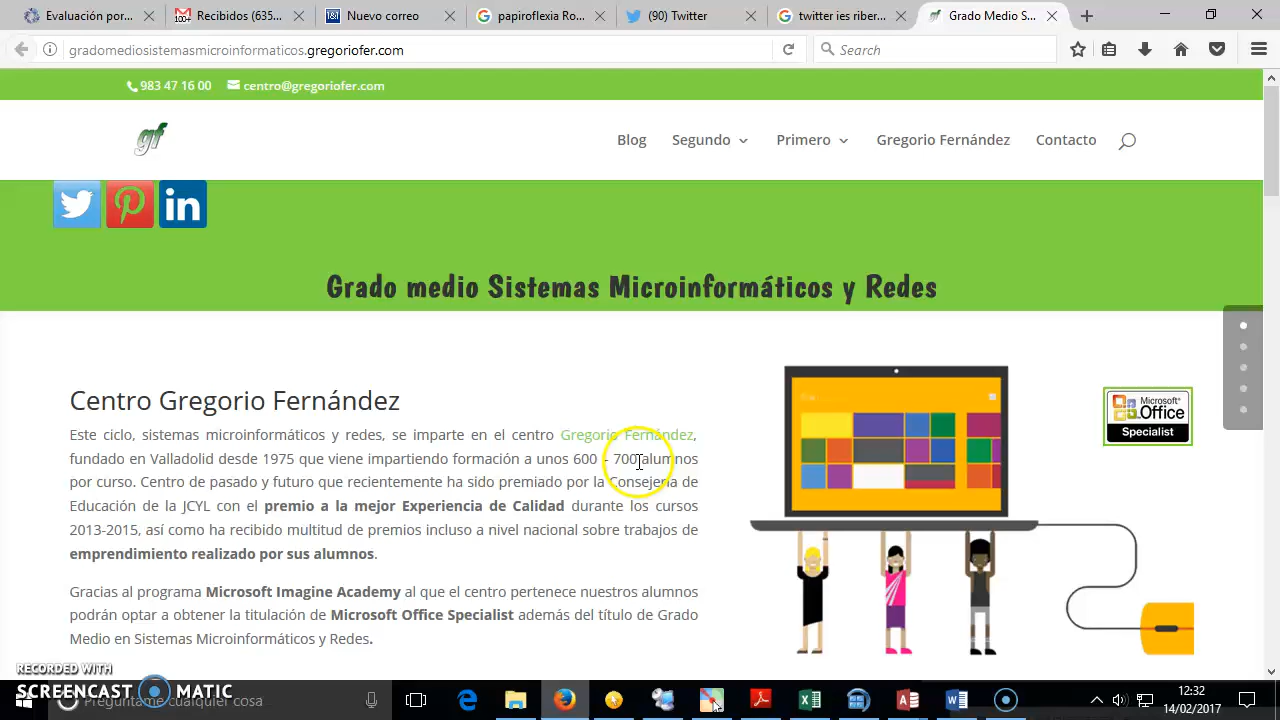 Evaluación por...
Recibidos (635...
Nuevo correo
papiroflexia Ro...
(90) Twitter
twitter ies riber...
Grado Medio S...
gradomediosistemasmicroinformaticos.gregoriofer.com
Search
983 47 16 00
centro@gregoriofer.com
gf
Blog
Segundo
Primero
Gregorio Fernández
Contacto
in
Grado medio Sistemas Microinformáticos y Redes
Centro Gregorio Fernández
Este ciclo, sistemas microinformáticos y redes, se imparte en el centro Gregorio Fernández,
fundado en Valladolid desde 1975 que viene impartiendo formación a unos 600 - 700 alumnos
por curso. Centro de pasado y futuro que recientemente ha sido premiado por la Consejería de
Educación de la JCYL con el premio a la mejor Experiencia de Calidad durante los cursos
2013-2015, así como ha recibido multitud de premios incluso a nivel nacional sobre trabajos de
emprendimiento realizado por sus alumnos.
Gracias al programa Microsoft Imagine Academy al que el centro pertenece nuestros alumnos
podrán optar a obtener la titulación de Microsoft Office Specialist además del título de Grado
Medio en Sistemas Microinformáticos y Redes.
Microsoft®
Office
Specialist
RECORDED WITH
SCREENCAST MATIC
Pregúntame cualquier cosa
12:32
14/02/2017